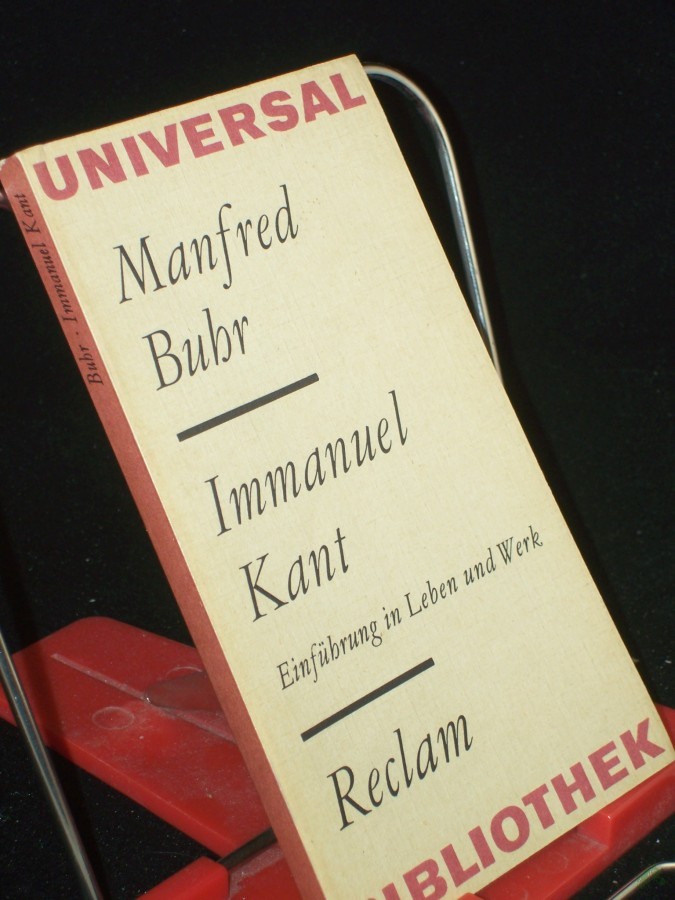 UNIVERSAL
Manfred
Buhr
Immanuel
Kant
Einführung in Leben und Werk
Reclam
BIBLIOTHEK
Buhr · Immanuel Kant